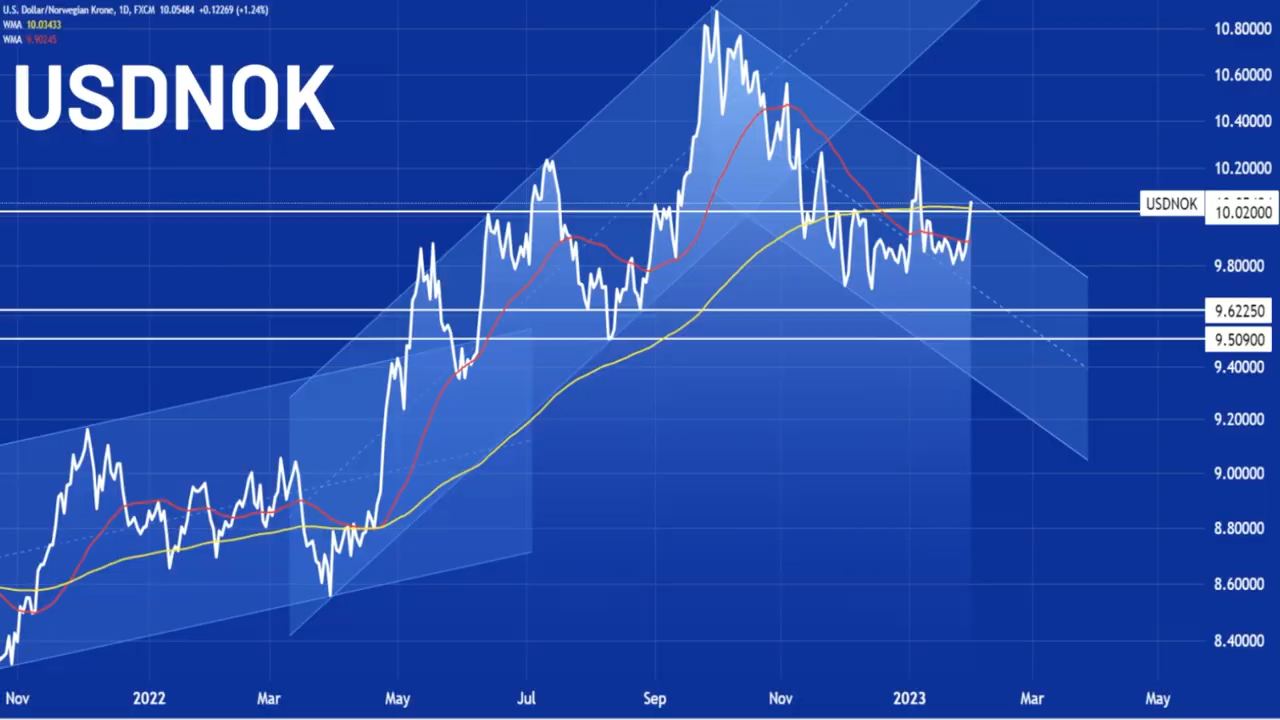 U.S. Dollar/Norwegian Krone, 1D, FXCM 10.05484 +0.12269 (+1.24%)
WMA 10.03433
WMA 9.90245
USDNOK
10.80000
10.60000
10.40000
10.20000
USDNOK
10.02000
9.80000
9.62250
9.50900
9.40000
9.20000
9.00000
8.80000
8.60000
8.40000
Nov 2022 Mar May Jul Sep Nov 2023 Mar May